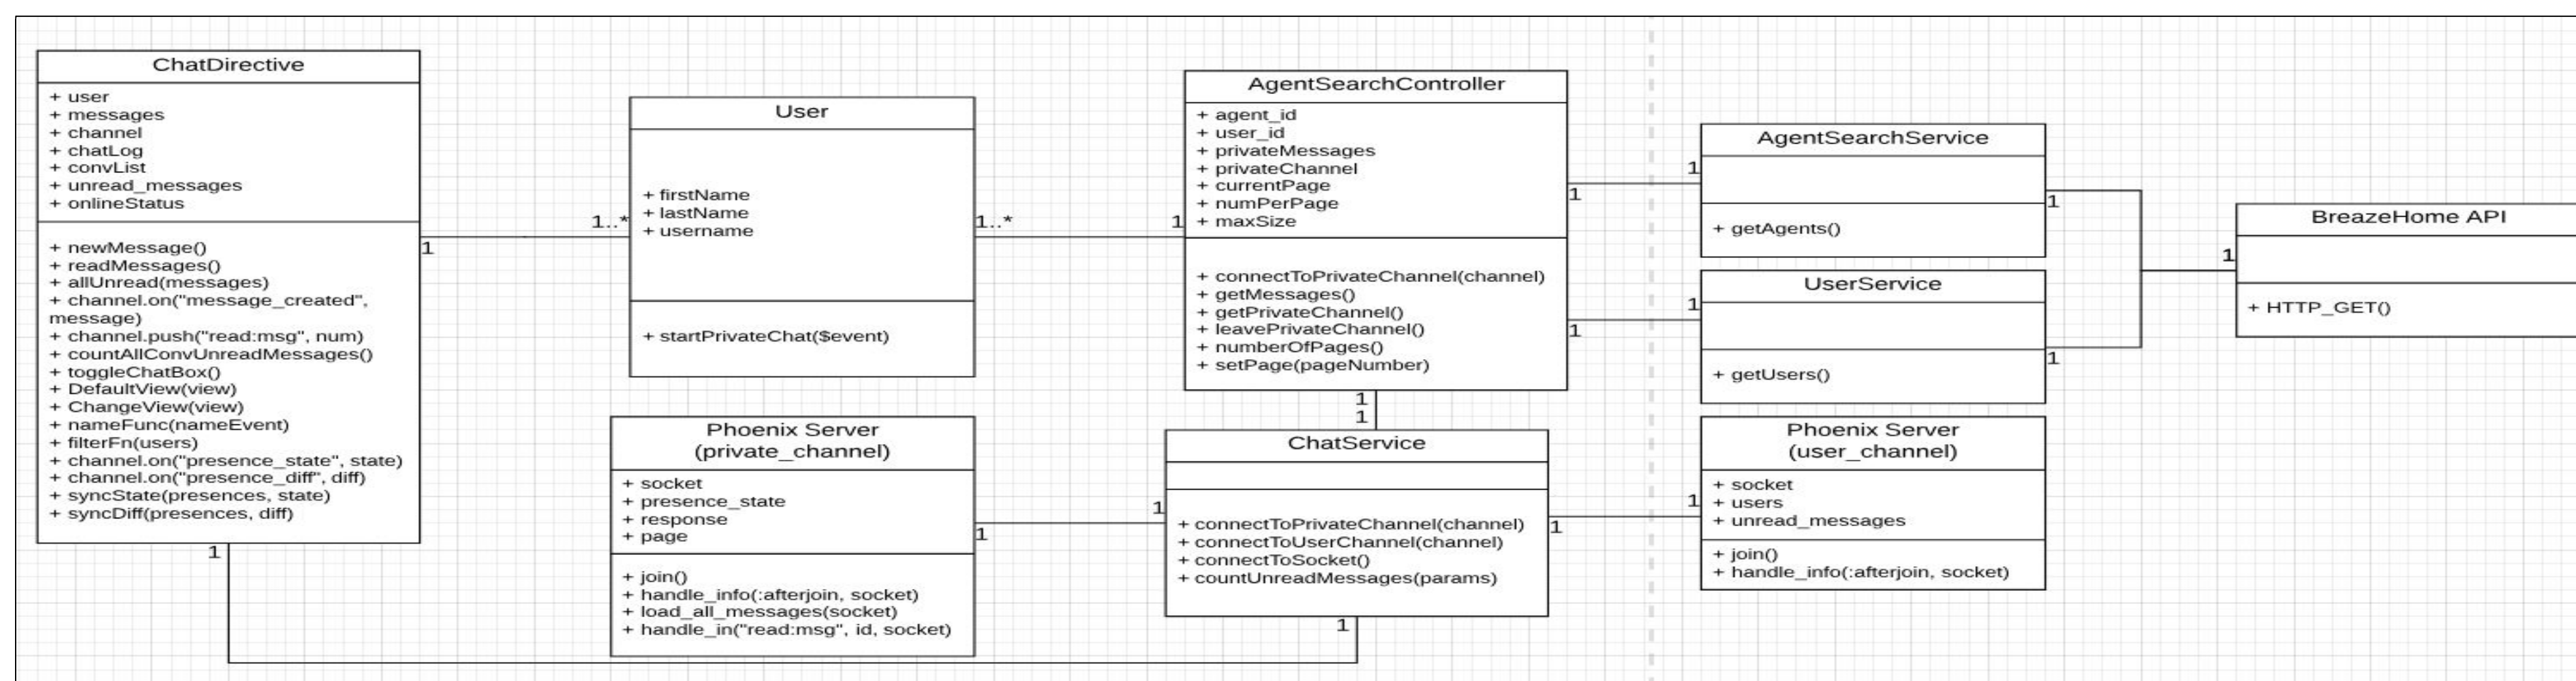 ChatDirective
+ user
+ messages
+ channel
+ chatLog
+ convList
+ unread_messages
+ onlineStatus
+ newMessage()
+ readMessages()
+ allUnread(messages)
+ channel.on("message_created",
message)
+ channel.push("read:msg", num)
+ countAllConvUnreadMessages()
+ toggleChatBox()
+ DefaultView(view)
+ ChangeView(view)
+ nameFunc(nameEvent)
+ filterFn(users)
+ channel.on("presence_state", state)
+ channel.on("presence_diff", diff)
+ syncState(presences, state)
+ syncDiff(presences, diff)
1
1
1..*
User
+ firstName
+ lastName
+ username
+ startPrivateChat($event)
1..*
1
Phoenix Server
(private_channel)
+ socket
+ presence_state
+ response
+ page
+ join()
+ handle_info(:afterjoin, socket)
+ load_all_messages(socket)
+ handle_in("read:msg", id, socket)
1
1
AgentSearchController
+ agent_id
+ user_id
+ privateMessages
+ privateChannel
+ currentPage
+ numPerPage
+ maxSize
+ connectToPrivateChannel(channel)
+ getMessages()
+ getPrivateChannel()
+ leavePrivateChannel()
+ numberOfPages()
+ setPage(pageNumber)
1
1
1
1
ChatService
+ connectToPrivateChannel(channel)
+ connectToUserChannel(channel)
+ connectToSocket()
+ countUnreadMessages(params)
1
1
1
1
1
AgentSearchService
+ getAgents()
1
UserService
+ getUsers()
1
Phoenix Server
(user_channel)
+ socket
+ users
+ unread_messages
+ join()
+ handle_info(:afterjoin, socket)
1
BreazeHome API
+ HTTP_GET()